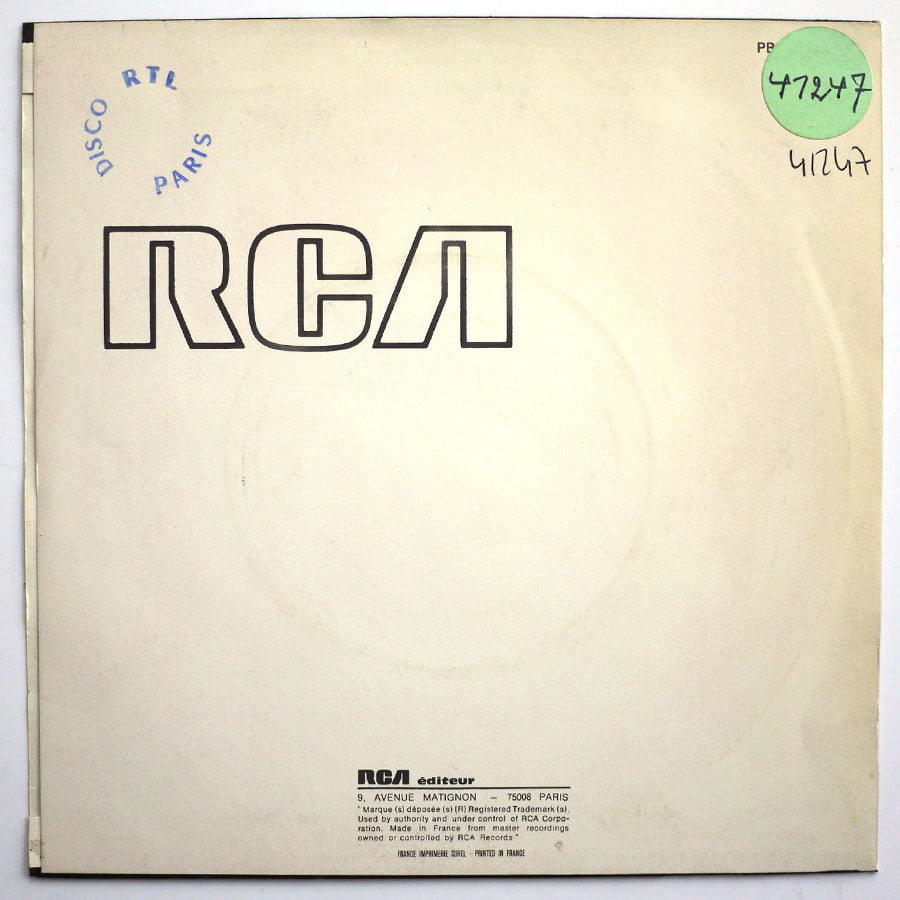 DISCO RTL PARIS
PB
41247
41247
RCA
RCA éditeur
9, AVENUE MATIGNON – 75008 PARIS
"Marque (s) déposée (s) (R) Registered Trademark (s).
Used by authority and under control of RCA Corpo-
ration. Made in France from master recordings
owned or controlled by RCA Records"
FRANCE IMPRIMERIE SOREL - PRINTED IN FRANCE